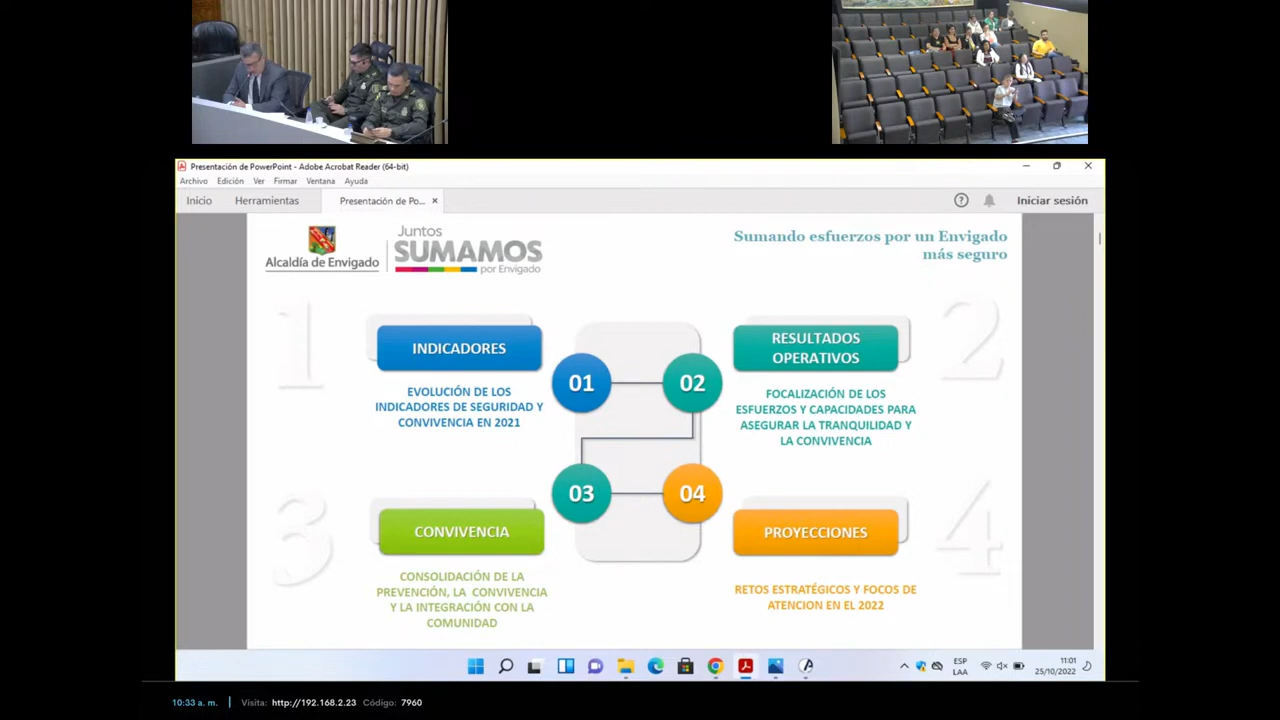 Presentación de PowerPoint - Adobe Acrobat Reader (64-bit)
Archivo Edición Ver Firmar Ventana Ayuda
Inicio Herramientas Presentación de Po... × Iniciar sesión
Alcaldía de Envigado
Juntos
SUMAMOS
por Envigado
Sumando esfuerzos por un Envigado
más seguro
1
INDICADORES
EVOLUCIÓN DE LOS
INDICADORES DE SEGURIDAD Y
CONVIVENCIA EN 2021
01
02
RESULTADOS
OPERATIVOS
FOCALIZACIÓN DE LOS
ESFUERZOS Y CAPACIDADES PARA
ASEGURAR LA TRANQUILIDAD Y
LA CONVIVENCIA
2
3
CONVIVENCIA
CONSOLIDACIÓN DE LA
PREVENCIÓN, LA CONVIVENCIA
Y LA INTEGRACIÓN CON LA
COMUNIDAD
03
04
PROYECCIONES
RETOS ESTRATÉGICOS Y FOCOS DE
ATENCION EN EL 2022
4
ESP
LAA
11:01
25/10/2022
10:33 a. m. | Visita: http://192.168.2.23 Código: 7960